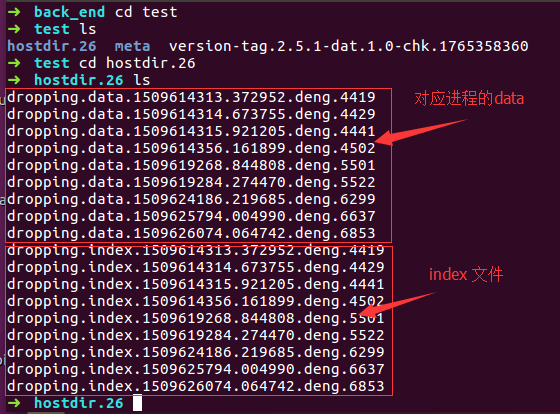 ➜ back_end cd test
➜ test ls
hostdir.26 meta version-tag.2.5.1-dat.1.0-chk.1765358360
➜ test cd hostdir.26
➜ hostdir.26 ls
dropping.data.1509614313.372952.deng.4419
dropping.data.1509614314.673755.deng.4429
dropping.data.1509614315.921205.deng.4441
dropping.data.1509614356.161899.deng.4502
dropping.data.1509619268.844808.deng.5501
dropping.data.1509619284.274470.deng.5522
dropping.data.1509624186.219685.deng.6299
dropping.data.1509625794.004990.deng.6637
dropping.data.1509626074.064742.deng.6853
对应进程的data
dropping.index.1509614313.372952.deng.4419
dropping.index.1509614314.673755.deng.4429
dropping.index.1509614315.921205.deng.4441
dropping.index.1509614356.161899.deng.4502
dropping.index.1509619268.844808.deng.5501
dropping.index.1509619284.274470.deng.5522
dropping.index.1509624186.219685.deng.6299
dropping.index.1509625794.004990.deng.6637
dropping.index.1509626074.064742.deng.6853
index 文件
➜ hostdir.26